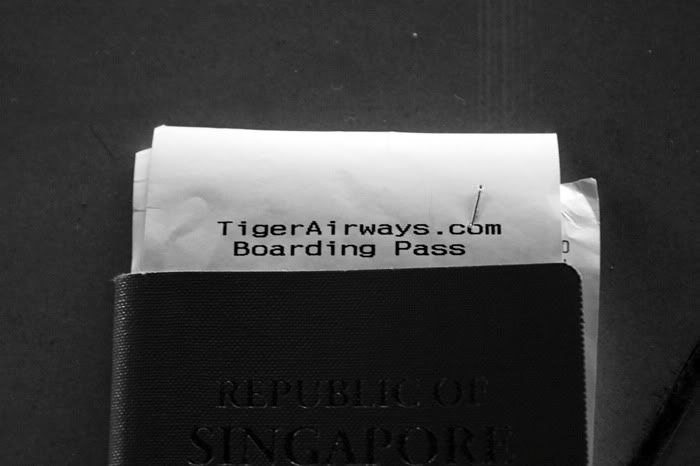 TigerAirways.com
Boarding Pass
REPUBLIC OF
SINGAPORE